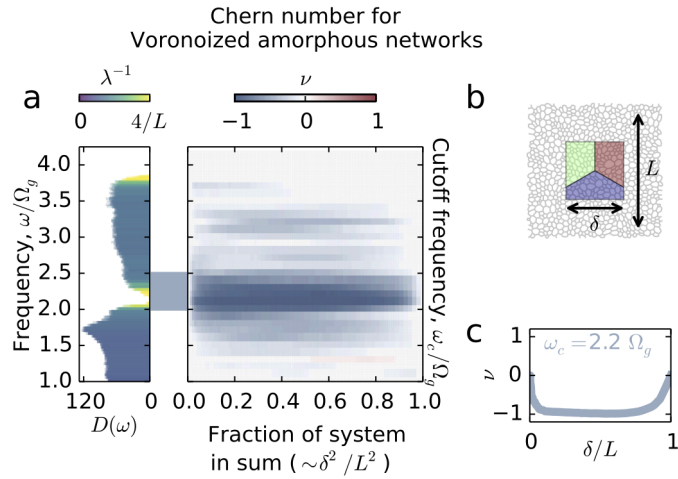 Chern number for
Voronoized amorphous networks
a
λ⁻¹
0 4/L
ν
−1 0 1
b
L
δ
Frequency, ω/Ω_g
4.0
3.5
3.0
2.5
2.0
1.5
1.0
120 0
D(ω)
Cutoff frequency, ω_c/Ω_g
0.0 0.2 0.4 0.6 0.8 1.0
Fraction of system
in sum (∼δ² /L² )
c
ω_c = 2.2 Ω_g
ν
1
0
−1
0 1
δ/L